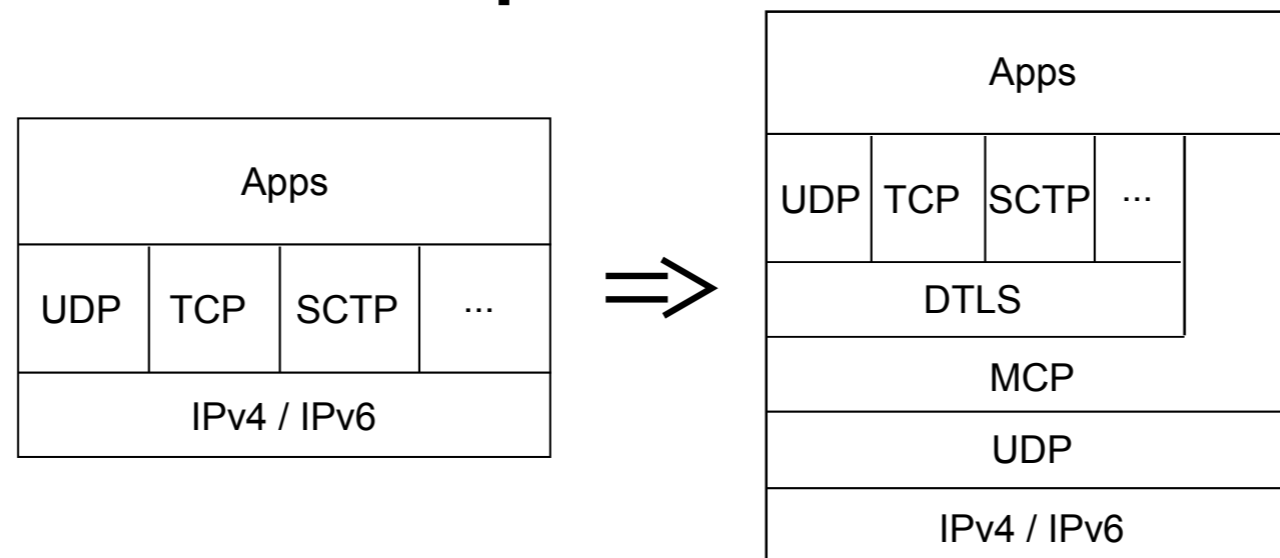 Apps
UDP TCP SCTP ...
IPv4 / IPv6
Apps
UDP TCP SCTP ...
DTLS
MCP
UDP
IPv4 / IPv6